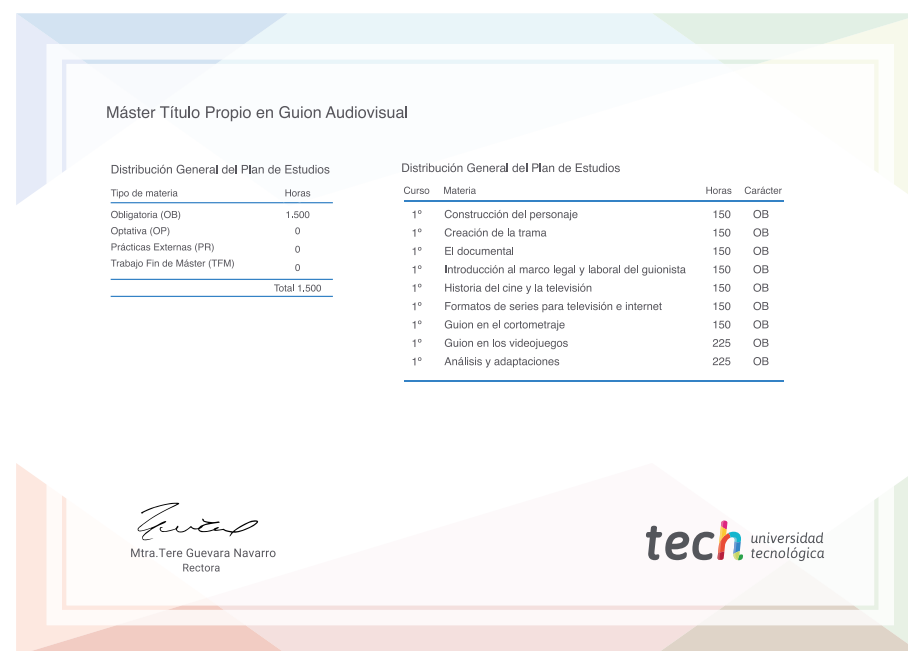 Máster Título Propio en Guion Audiovisual
Distribución General del Plan de Estudios
Tipo de materia Horas
Obligatoria (OB) 1.500
Optativa (OP) 0
Prácticas Externas (PR) 0
Trabajo Fin de Máster (TFM) 0
Total 1.500
Distribución General del Plan de Estudios
Curso Materia Horas Carácter
1º Construcción del personaje 150 OB
1º Creación de la trama 150 OB
1º El documental 150 OB
1º Introducción al marco legal y laboral del guionista 150 OB
1º Historia del cine y la televisión 150 OB
1º Formatos de series para televisión e internet 150 OB
1º Guion en el cortometraje 150 OB
1º Guion en los videojuegos 225 OB
1º Análisis y adaptaciones 225 OB
Mtra.Tere Guevara Navarro
Rectora
tech universidad
tecnológica